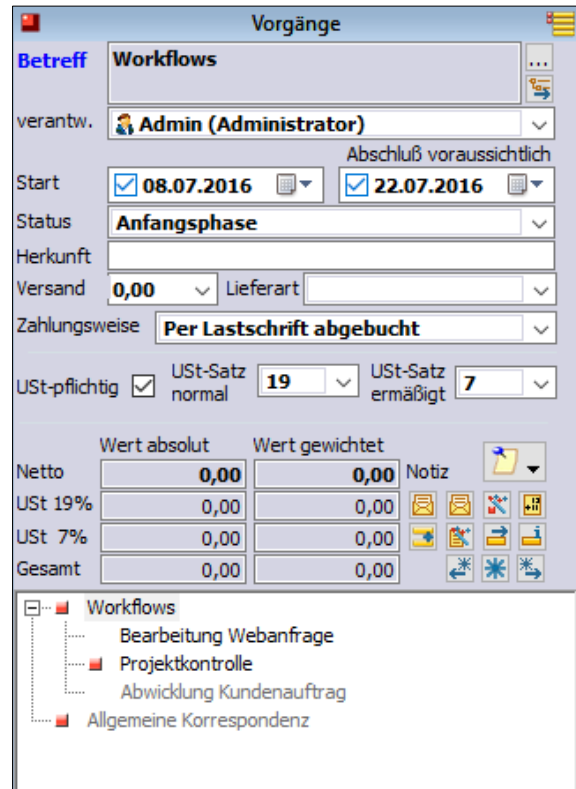 Vorgänge
Betreff Workflows ...
verantw. Admin (Administrator)
Abschluß voraussichtlich
Start 08.07.2016 22.07.2016
Status Anfangsphase
Herkunft
Versand 0,00 Lieferart
Zahlungsweise Per Lastschrift abgebucht
USt-pflichtig USt-Satz normal 19 USt-Satz ermäßigt 7
Wert absolut Wert gewichtet
Netto 0,00 0,00 Notiz
USt 19% 0,00 0,00
USt 7% 0,00 0,00
Gesamt 0,00 0,00
Workflows
Bearbeitung Webanfrage
Projektkontrolle
Abwicklung Kundenauftrag
Allgemeine Korrespondenz